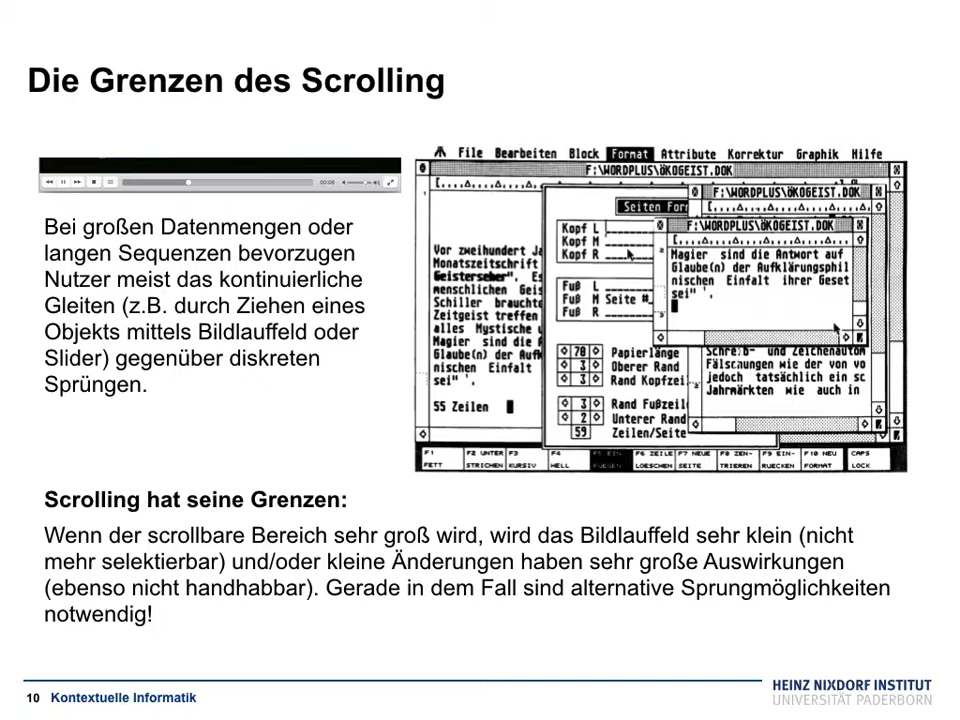 Die Grenzen des Scrolling
00:06
Bei großen Datenmengen oder
langen Sequenzen bevorzugen
Nutzer meist das kontinuierliche
Gleiten (z.B. durch Ziehen eines
Objekts mittels Bildlauffeld oder
Slider) gegenüber diskreten
Sprüngen.
File Bearbeiten Block Format Attribute Korrektur Graphik Hilfe
F:\WORDPLUS\ÖKOGEIST.DOK
Vor zweihundert Ja
Monatszeitschrift
Geisterseher". Es
menschlichen Geis
Schiller brauchte
Zeitgeist treffen
alles Mystische u
Magier sind die A
Glaube(n) der Aufk
nischen Einfalt
sei" '.
55 Zeilen
Seiten For
Kopf L
Kopf M
Kopf R
Fuß L
Fuß M Seite #
Fuß R
70 Papierlänge
3 Oberer Rand
3 Rand Kopfzei
3 Rand Fußzeil
2 Unterer Rand
59 Zeilen/Seite
F:\WORDPLUS\ÖKOGEIST.DOK
F:\WORDPLUS\ÖKOGEIST.DOK
Magier sind die Antwort auf
Glaube(n) der Aufklärungsphil
nischen Einfalt ihrer Geset
sei" '.
Schreib- und Zeichenautom
Fälschungen wie der von vo
jedoch tatsächlich ein sc
Jahrmärkten wie auch in
F1 F2 UNTER F3 F4 F5 EIN- F6 ZEILE F7 NEUE F8 ZEN- F9 EIN- F10 NEU CAPS
FETT STRICHEN KURSIV HELL FUEGEN LOESCHEN SEITE TRIEREN RUECKEN FORMAT LOCK
Scrolling hat seine Grenzen:
Wenn der scrollbare Bereich sehr groß wird, wird das Bildlauffeld sehr klein (nicht
mehr selektierbar) und/oder kleine Änderungen haben sehr große Auswirkungen
(ebenso nicht handhabbar). Gerade in dem Fall sind alternative Sprungmöglichkeiten
notwendig!
10 Kontextuelle Informatik
HEINZ NIXDORF INSTITUT
UNIVERSITÄT PADERBORN